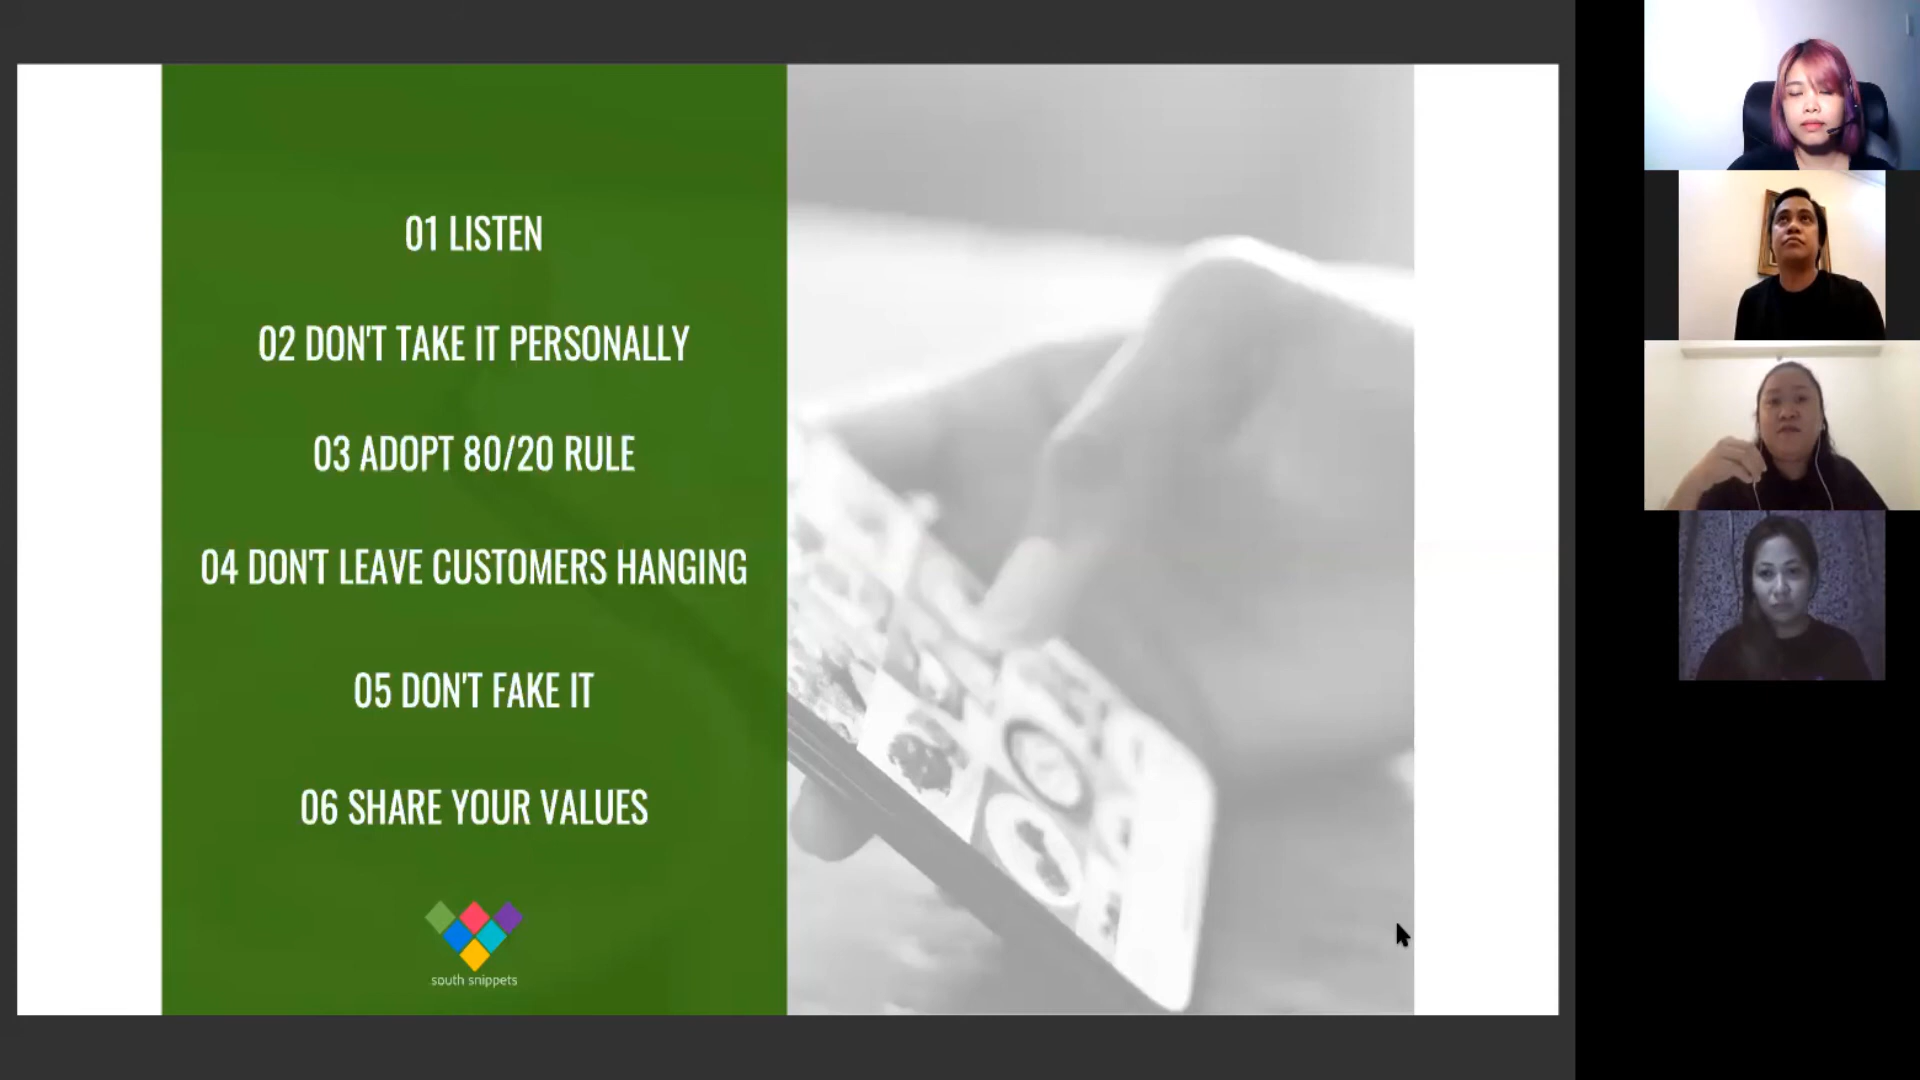 01 LISTEN
02 DON'T TAKE IT PERSONALLY
03 ADOPT 80/20 RULE
04 DON'T LEAVE CUSTOMERS HANGING
05 DON'T FAKE IT
06 SHARE YOUR VALUES
south snippets